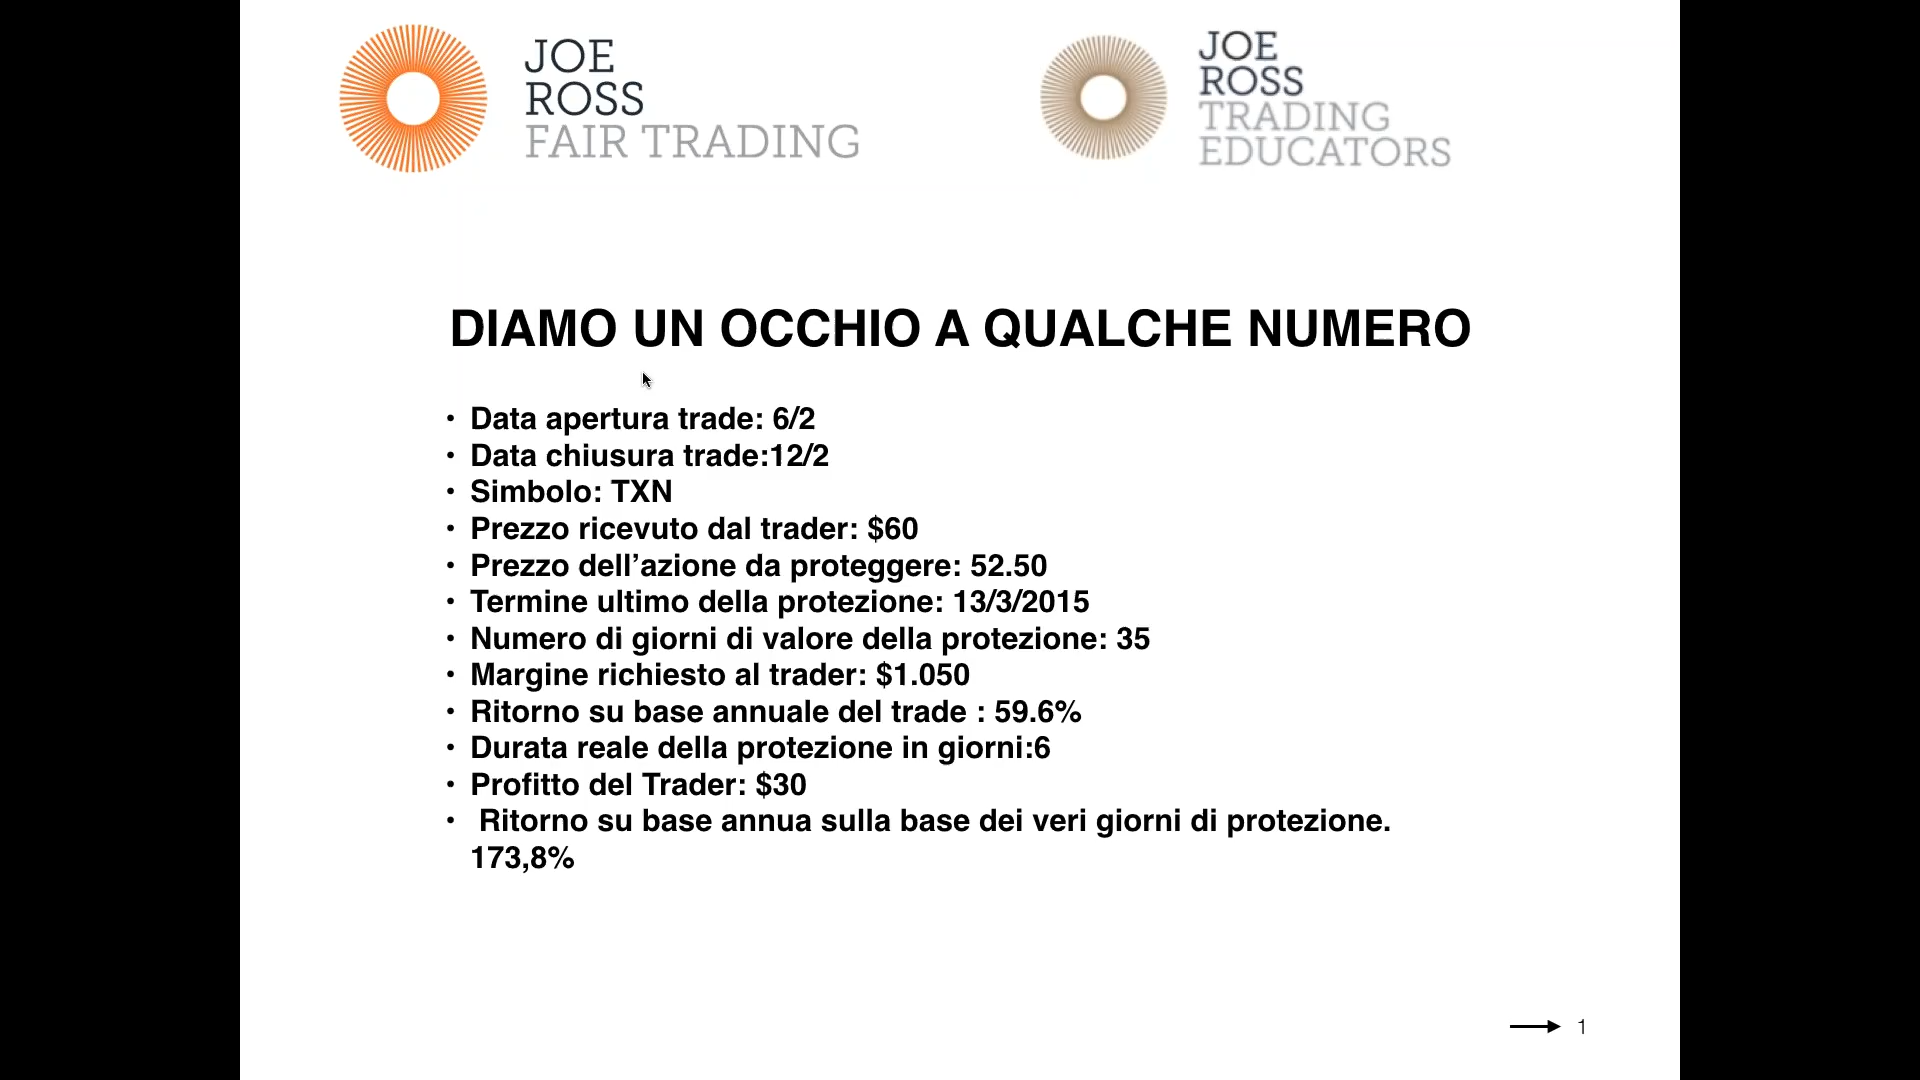 JOE
ROSS
FAIR TRADING
JOE
ROSS
TRADING
EDUCATORS
DIAMO UN OCCHIO A QUALCHE NUMERO
• Data apertura trade: 6/2
• Data chiusura trade:12/2
• Simbolo: TXN
• Prezzo ricevuto dal trader: $60
• Prezzo dell’azione da proteggere: 52.50
• Termine ultimo della protezione: 13/3/2015
• Numero di giorni di valore della protezione: 35
• Margine richiesto al trader: $1.050
• Ritorno su base annuale del trade : 59.6%
• Durata reale della protezione in giorni:6
• Profitto del Trader: $30
• Ritorno su base annua sulla base dei veri giorni di protezione.
173,8%
1